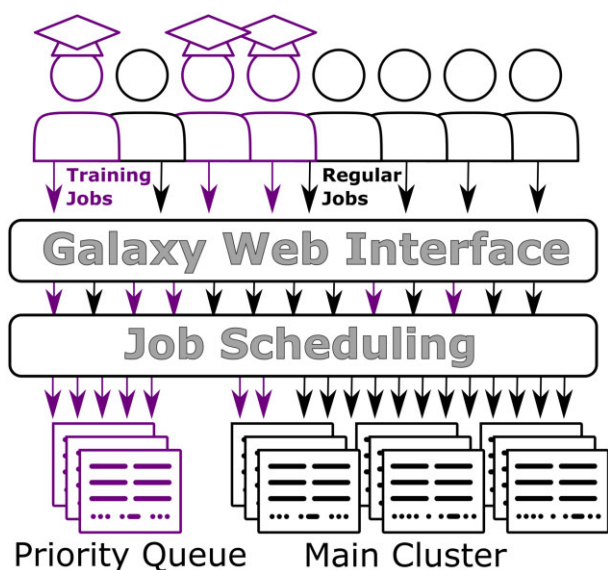 Training
Jobs
Regular
Jobs
Galaxy Web Interface
Job Scheduling
Priority Queue
Main Cluster